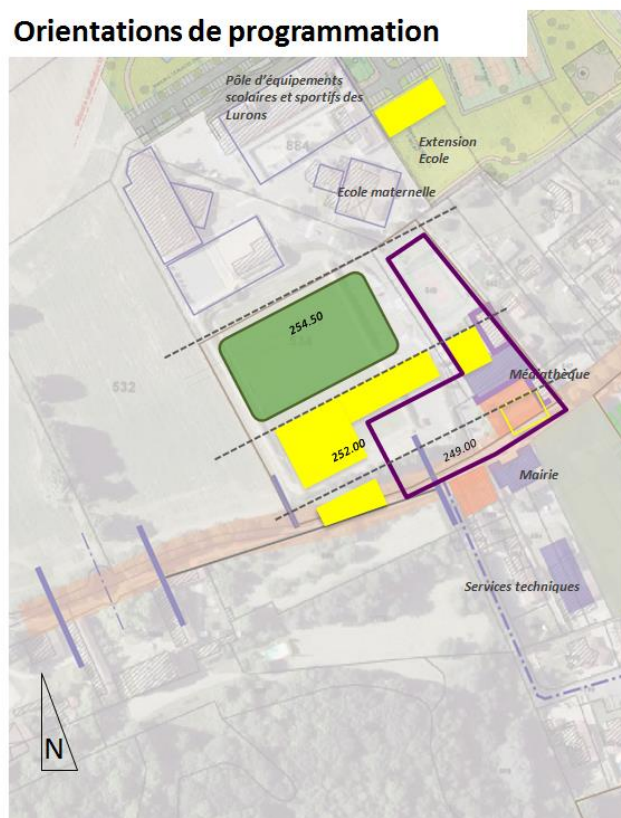 Orientations de programmation
Pôle d'équipements
scolaires et sportifs des
Lurons
884
Extension
Ecole
Ecole maternelle
254.50
532
Médiathèque
252.00
249.00
Mairie
Services techniques
N